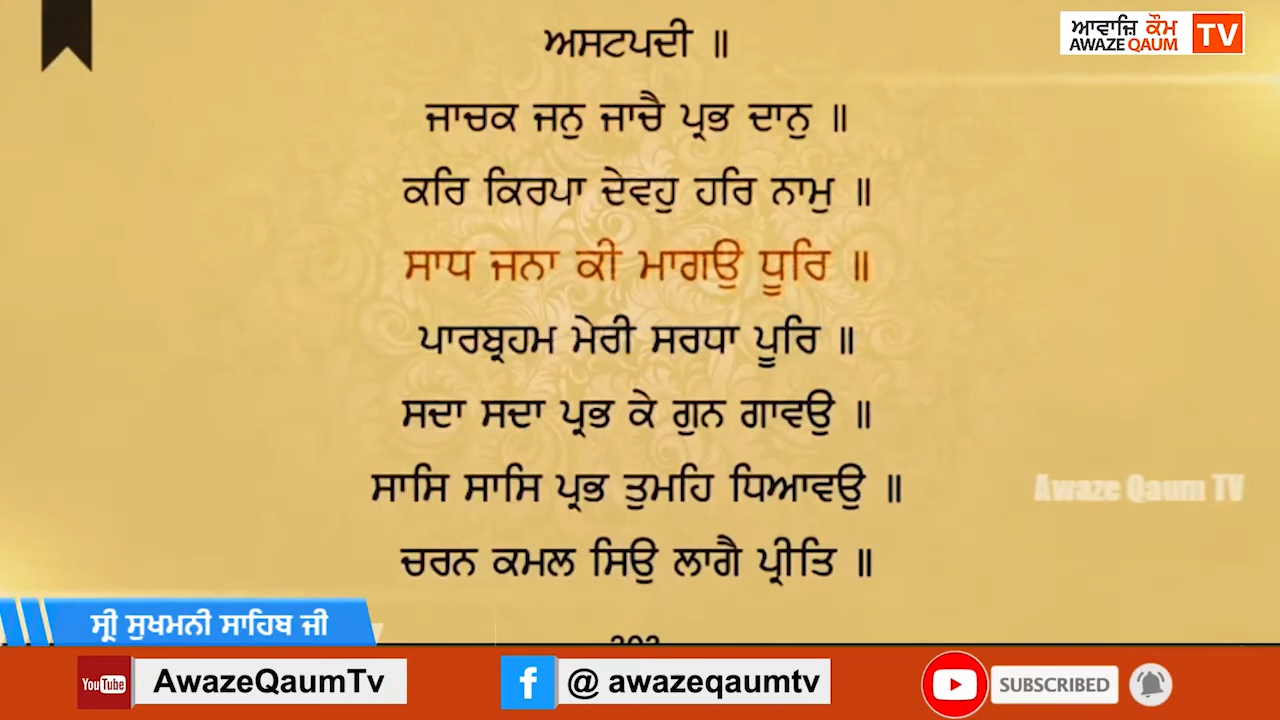 ਆਵਾਜ਼ਿ ਕੌਮ
AWAZE QAUM TV
ਅਸਟਪਦੀ ॥
ਜਾਚਕ ਜਨੁ ਜਾਚੈ ਪ੍ਰਭ ਦਾਨੁ ॥
ਕਰਿ ਕਿਰਪਾ ਦੇਵਹੁ ਹਰਿ ਨਾਮੁ ॥
ਸਾਧ ਜਨਾ ਕੀ ਮਾਗਉ ਧੂਰਿ ॥
ਪਾਰਬ੍ਰਹਮ ਮੇਰੀ ਸਰਧਾ ਪੂਰਿ ॥
ਸਦਾ ਸਦਾ ਪ੍ਰਭ ਕੇ ਗੁਨ ਗਾਵਉ ॥
ਸਾਸਿ ਸਾਸਿ ਪ੍ਰਭ ਤੁਮਹਿ ਧਿਆਵਉ ॥
ਚਰਨ ਕਮਲ ਸਿਉ ਲਾਗੈ ਪ੍ਰੀਤਿ ॥
Awaze Qaum TV
ਸ੍ਰੀ ਸੁਖਮਨੀ ਸਾਹਿਬ ਜੀ
YouTube AwazeQaumTv
f @ awazeqaumtv
SUBSCRIBED